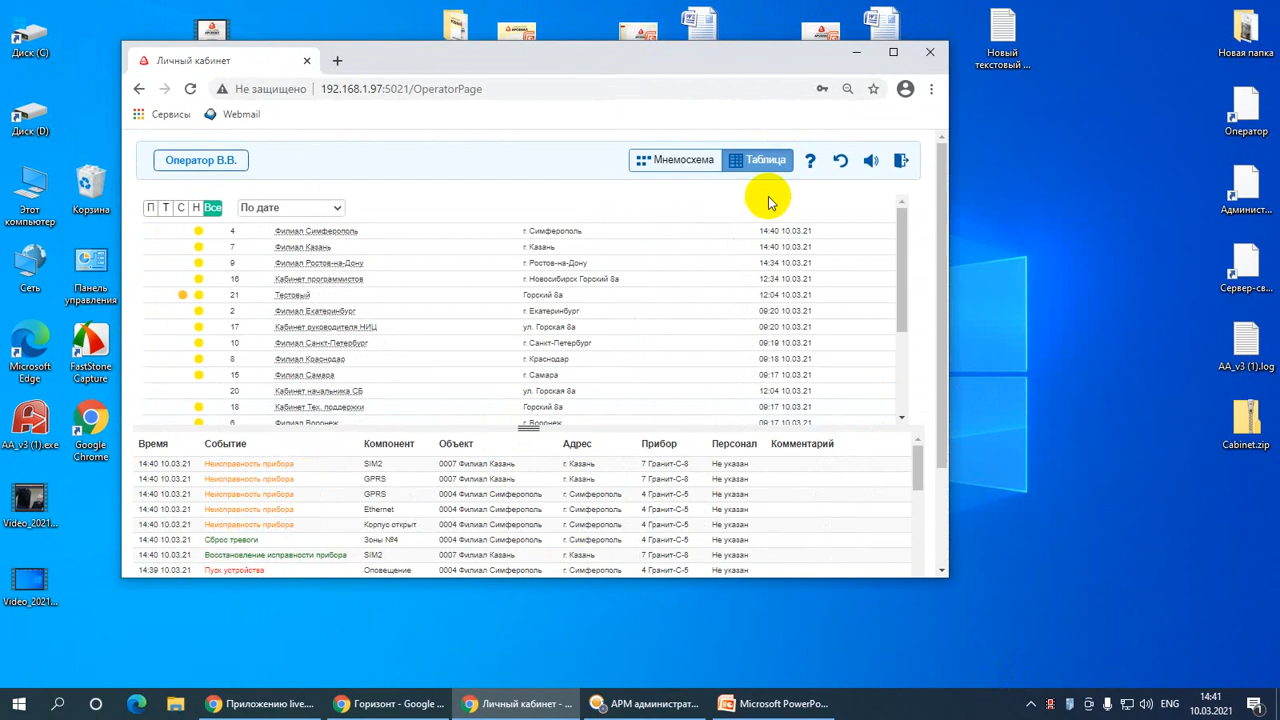 Диск (C)
Диск (D)
Этот компьютер
Корзина
Сеть
Панель управления
Microsoft Edge
FastStone Capture
AA_v3 (1).exe
Google Chrome
Video_2021...
Video_2021...
Новый текстовый ...
Новая папка
Оператор
Админист...
Сервер-св...
AA_v3 (1).log
Cabinet.zip
Личный кабинет
Не защищено 192.168.1.97:5021/OperatorPage
Сервисы Webmail
Оператор В.В. Мнемосхема Таблица ?
П Т С Н Все По дате
4 Филиал Симферополь г. Симферополь 14:40 10.03.21
7 Филиал Казань г. Казань 14:40 10.03.21
9 Филиал Ростов-на-Дону г. Ростов-на-Дону 14:34 10.03.21
16 Кабинет программистов г. Новосибирск Горский 8а 12:34 10.03.21
21 Тестовый Горский 8а 12:04 10.03.21
2 Филиал Екатеринбург г. Екатеринбург 09:20 10.03.21
17 Кабинет руководителя НИЦ ул. Горская 8а 09:20 10.03.21
10 Филиал Санкт-Петербург г. Санкт-Петербург 09:19 10.03.21
8 Филиал Краснодар г. Краснодар 09:18 10.03.21
15 Филиал Самара г. Самара 09:17 10.03.21
20 Кабинет начальника СБ ул. Горская 8а 12:04 10.03.21
18 Кабинет Тех. поддержки Горский 8а 09:17 10.03.21
6 Филиал Воронеж г. Воронеж 09:17 10.03.21
Время Событие Компонент Объект Адрес Прибор Персонал Комментарий
14:40 10.03.21 Неисправность прибора SIM2 0007 Филиал Казань г. Казань 7 Гранит-С-8 Не указан
14:40 10.03.21 Неисправность прибора GPRS 0007 Филиал Казань г. Казань 7 Гранит-С-8 Не указан
14:40 10.03.21 Неисправность прибора GPRS 0004 Филиал Симферополь г. Симферополь 4 Гранит-С-5 Не указан
14:40 10.03.21 Неисправность прибора Ethernet 0004 Филиал Симферополь г. Симферополь 4 Гранит-С-5 Не указан
14:40 10.03.21 Неисправность прибора Корпус открыт 0004 Филиал Симферополь г. Симферополь 4 Гранит-С-5 Не указан
14:40 10.03.21 Сброс тревоги Зоны №4 0004 Филиал Симферополь г. Симферополь 4 Гранит-С-5 Не указан
14:40 10.03.21 Восстановление исправности прибора SIM2 0007 Филиал Казань г. Казань 7 Гранит-С-8 Не указан
14:39 10.03.21 Пуск устройства Оповещение 0004 Филиал Симферополь г. Симферополь 4 Гранит-С-5 Не указан
Приложению live.... Горизонт - Google ... Личный кабинет - ... АРМ администрат... Microsoft PowerPo... ENG 14:41
10.03.2021